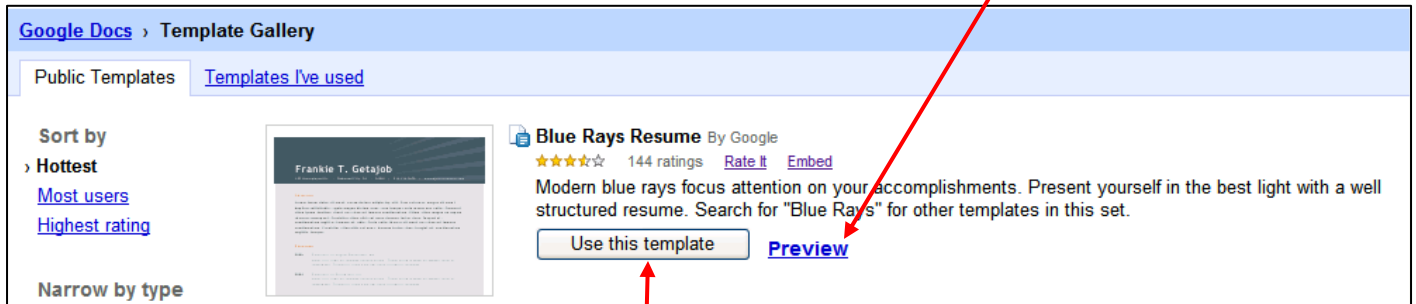 Google Docs › Template Gallery
Public Templates Templates I've used
Sort by
› Hottest
Most users
Highest rating
Narrow by type
Frankie T. Getajob
Blue Rays Resume By Google
144 ratings Rate It Embed
Modern blue rays focus attention on your accomplishments. Present yourself in the best light with a well
structured resume. Search for "Blue Rays" for other templates in this set.
Use this template Preview